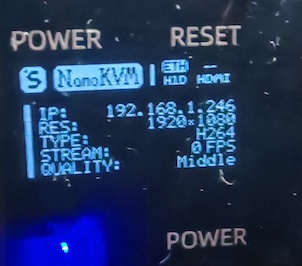 POWER RESET
S NanoKVM ETH --
HID HDMI
IP: 192.168.1.246
RES: 1920×1080
TYPE: H264
STREAM: 0 FPS
QUALITY: Middle
POWER